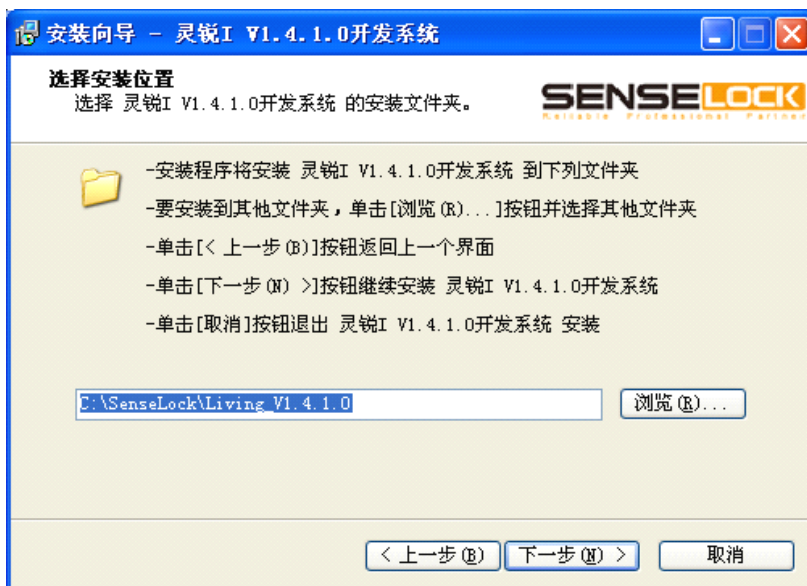 安装向导 - 灵锐I V1.4.1.0开发系统
选择安装位置
选择 灵锐I V1.4.1.0开发系统 的安装文件夹。
SENSELOCK
Reliable Professional Partner
-安装程序将安装 灵锐I V1.4.1.0开发系统 到下列文件夹
-要安装到其他文件夹，单击[浏览(R)...]按钮并选择其他文件夹
-单击[< 上一步(B)]按钮返回上一个界面
-单击[下一步(N) >]按钮继续安装 灵锐I V1.4.1.0开发系统
-单击[取消]按钮退出 灵锐I V1.4.1.0开发系统 安装
C:\SenseLock\Living_V1.4.1.0
浏览(R)...
< 上一步(B)
下一步(N) >
取消